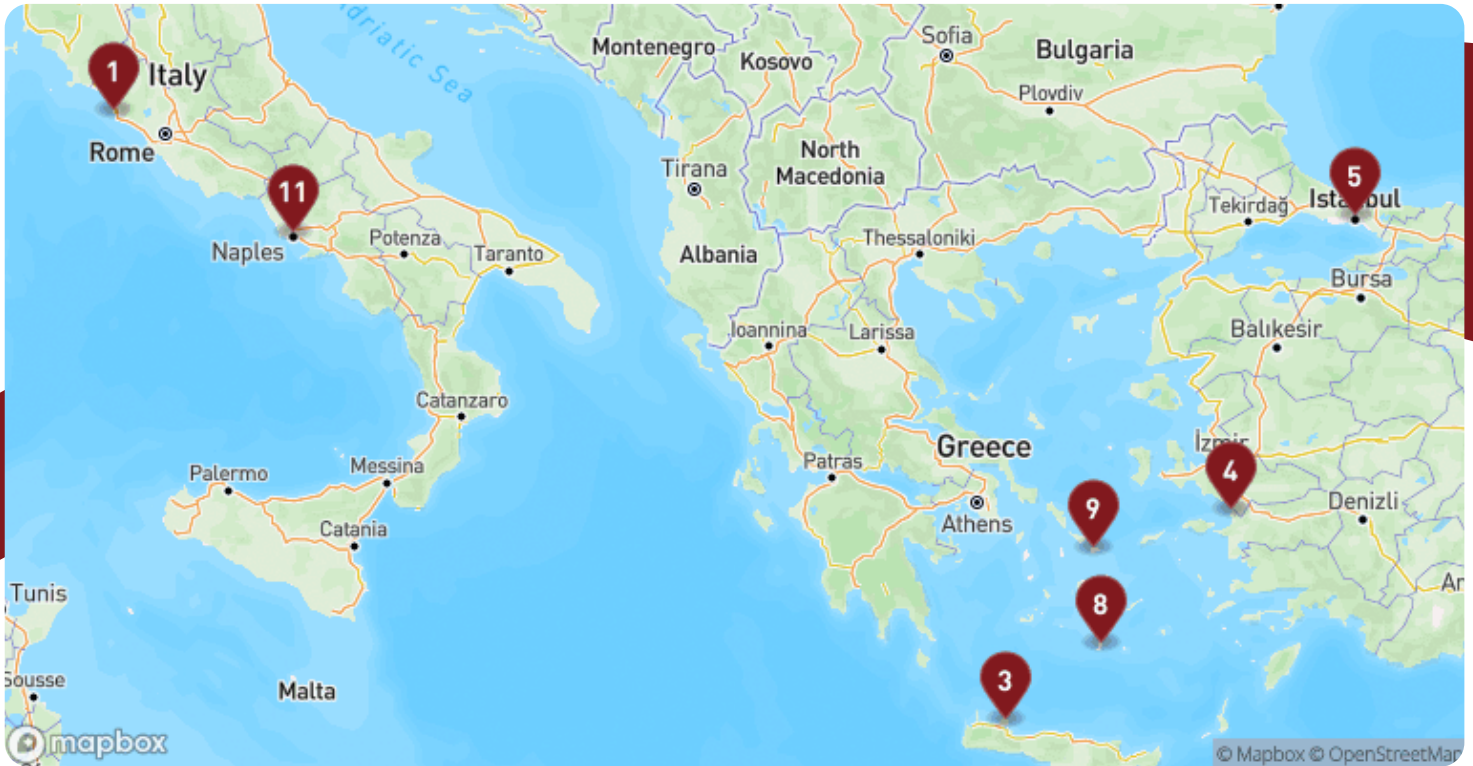 Adriatic Sea
Montenegro
Kosovo
Sofia
Bulgaria
Plovdiv
1
Italy
Rome
11
Naples
Potenza
Taranto
Tirana
North
Macedonia
Albania
Thessaloniki
5
Istanbul
Tekirdağ
Bursa
Balıkesir
Ioannina
Larissa
Catanzaro
Palermo
Messina
Catania
Greece
Patras
Athens
İzmir
4
9
Denizli
8
3
Tunis
Sousse
Malta
mapbox
© Mapbox © OpenStreetMap